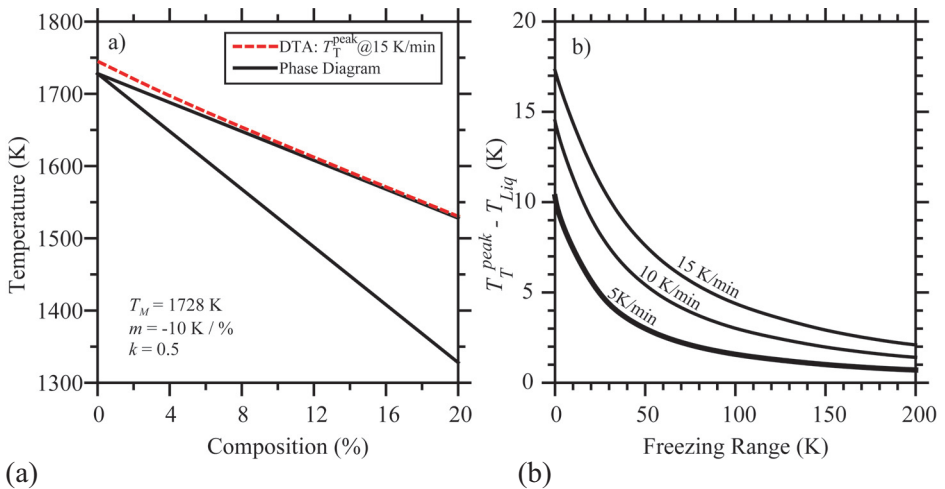 a)
DTA: T_T^peak@15 K/min
Phase Diagram
Temperature (K)
1800
1700
1600
1500
1400
1300
T_M = 1728 K
m = -10 K / %
k = 0.5
0 4 8 12 16 20
Composition (%)
(a)
b)
T_T^peak - T_Liq (K)
20
15
10
5
0
15 K/min
10 K/min
5K/min
0 50 100 150 200
Freezing Range (K)
(b)